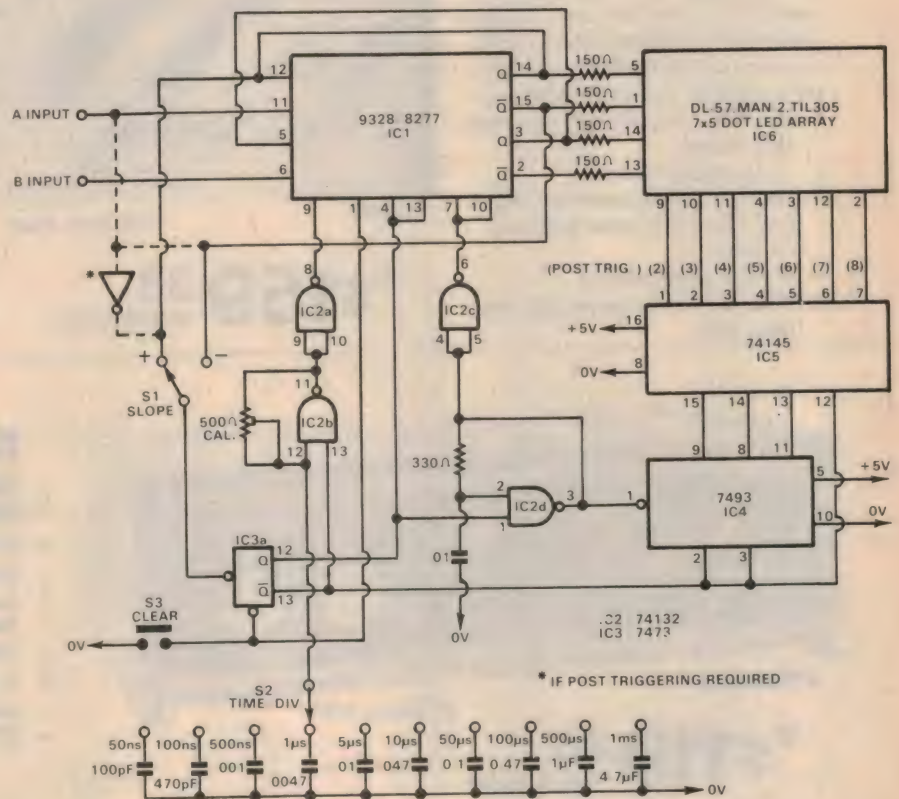 12
14
150Ω
5
A INPUT
11
Q
Q̄
15
150Ω
1
DL-57 MAN 2. TIL305
7x5 DOT LED ARRAY
IC6
5
9328 8277
IC1
Q
3
150Ω
14
B INPUT
6
Q̄
2
150Ω
13
9
1
4
13
7
10
9
10
11
4
3
12
2
8
6
(POST TRIG.)
(2)
(3)
(4)
(5)
(6)
(7)
(8)
*
IC2a
IC2c
1
2
3
4
5
6
7
9
10
4
5
+5V
16
74145
IC5
0V
8
+
−
11
S1
SLOPE
500Ω
CAL.
IC2b
15
14
13
12
12
13
330Ω
9
8
11
2
IC2d
3
1
7493
IC4
5
+5V
1
10
0V
IC3a
Q
12
01
2
3
Q̄
13
S3
CLEAR
0V
0V
.C2 74132
IC3 7473
S2
TIME DIV
* IF POST TRIGGERING REQUIRED
50ns
100ns
500ns
1µs
5µs
10µs
50µs
100µs
500µs
1ms
100pF
470pF
001
0047
01
047
0 1
0 47
1µF
4 7µF
0V